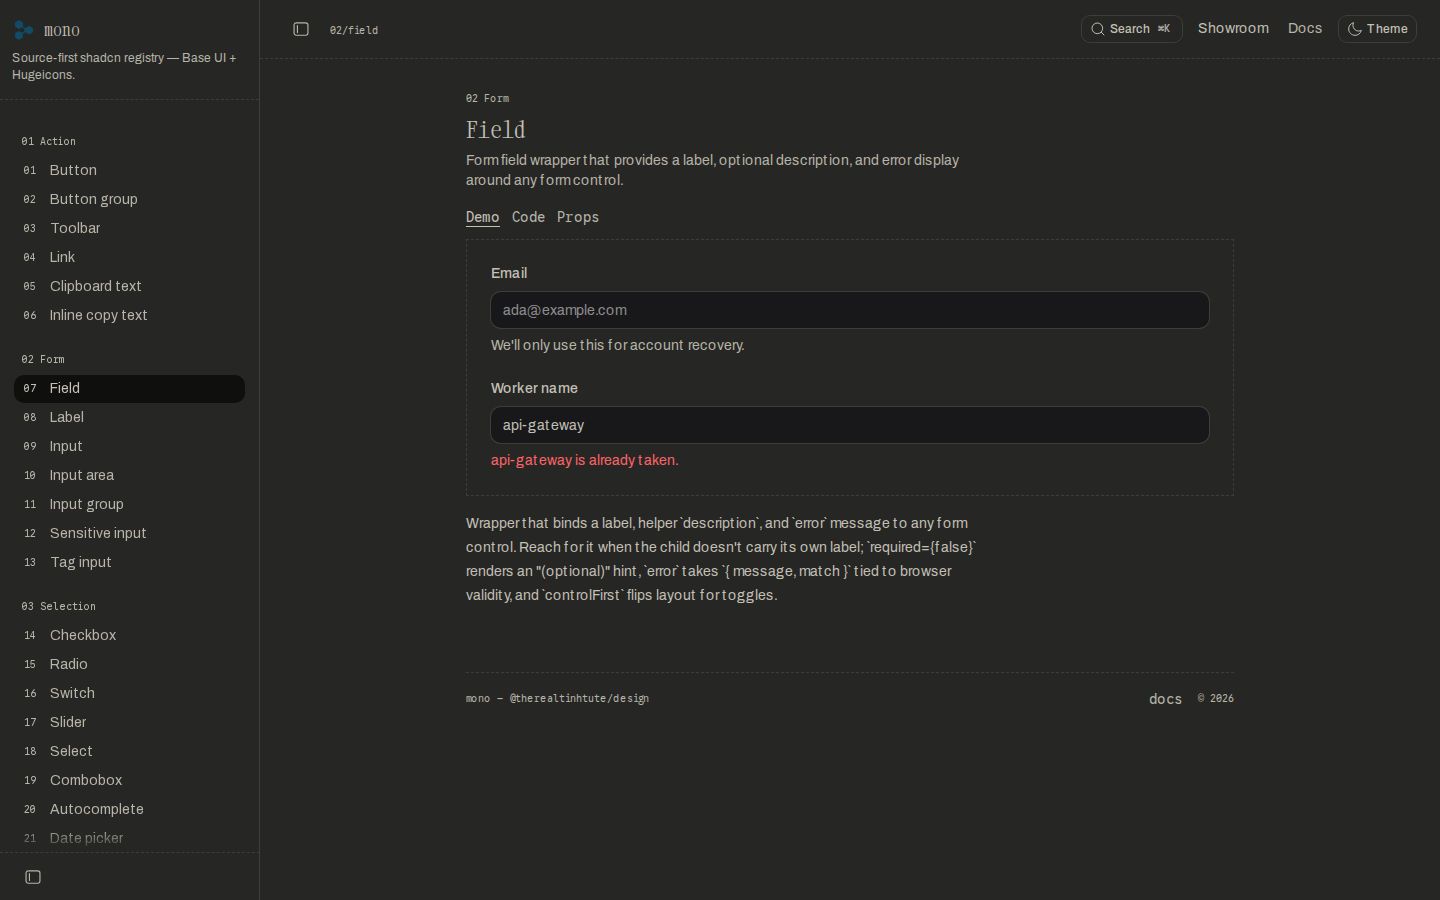 mono
Source-first shadcn registry — Base UI +
Hugeicons.
01 Action
01 Button
02 Button group
03 Toolbar
04 Link
05 Clipboard text
06 Inline copy text
02 Form
07 Field
08 Label
09 Input
10 Input area
11 Input group
12 Sensitive input
13 Tag input
03 Selection
14 Checkbox
15 Radio
16 Switch
17 Slider
18 Select
19 Combobox
20 Autocomplete
21 Date picker
02/field
Search ⌘K
Showroom
Docs
Theme
02 Form
Field
Form field wrapper that provides a label, optional description, and error display
around any form control.
Demo Code Props
Email
ada@example.com
We'll only use this for account recovery.
Worker name
api-gateway
api-gateway is already taken.
Wrapper that binds a label, helper `description`, and `error` message to any form
control. Reach for it when the child doesn't carry its own label; `required={false}`
renders an "(optional)" hint, `error` takes `{ message, match }` tied to browser
validity, and `controlFirst` flips layout for toggles.
mono — @therealtinhtute/design
docs © 2026